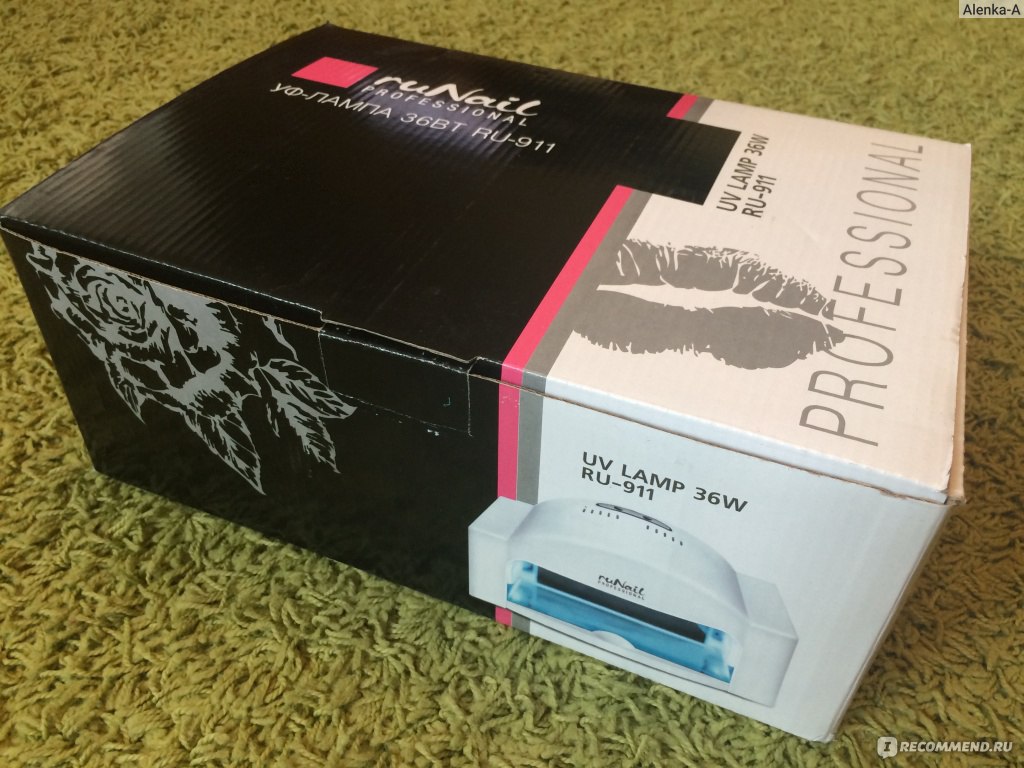 Alenka-A
ruNail
PROFESSIONAL
УФ-ЛАМПА 36ВТ RU-911
UV LAMP 36W
RU-911
PROFESSIONAL
UV LAMP 36W
RU-911
ruNail
PROFESSIONAL
I RECOMMEND.RU